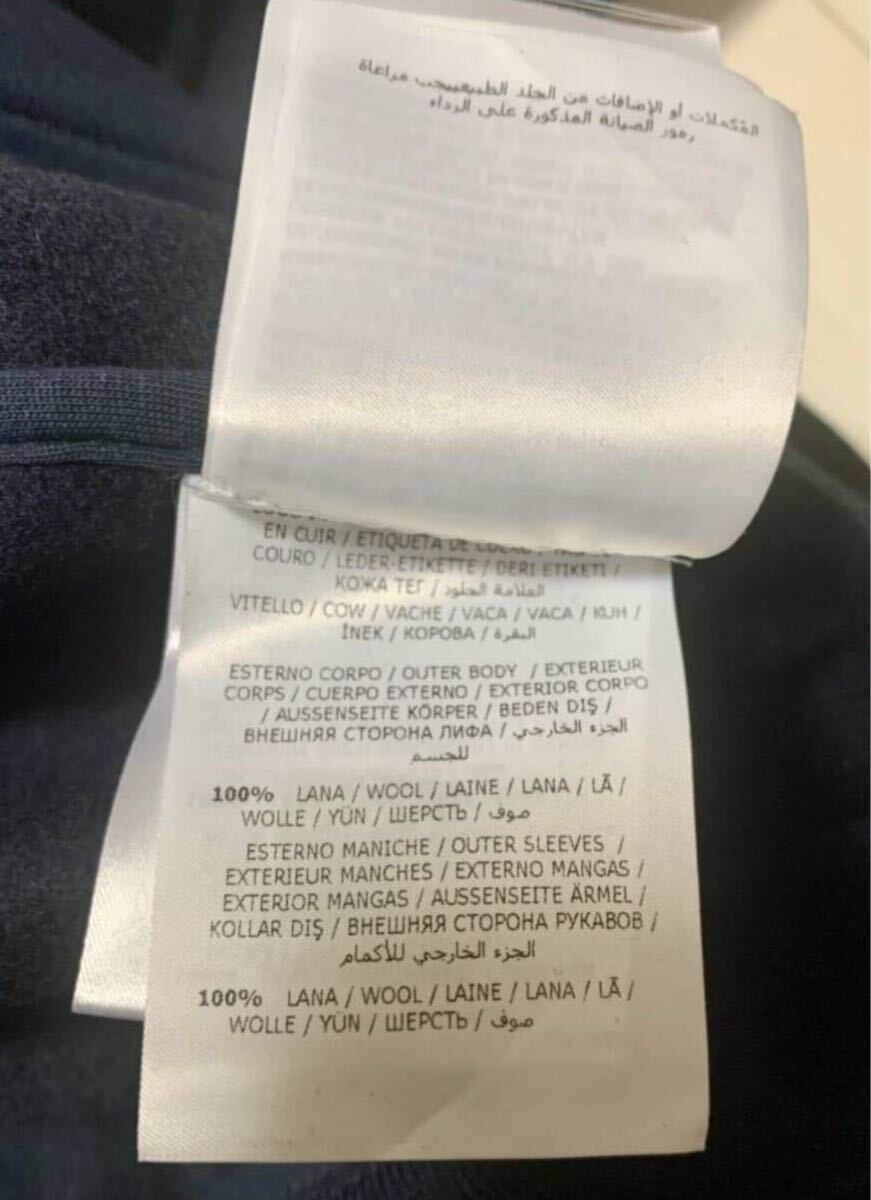 المكملات أو الإضافات من الجلد الطبيعييجب مراعاة
رموز الصيانة المذكورة على الرداء
EN CUIR / ETIQUETA DE
COURO / LEDER-ETIKETTE / DERI ETIKETI /
КОЖА ТЕГ / العلامة الجلود
VITELLO / COW / VACHE / VACA / VACA / KUH /
İNEK / КОРОВА / البقرة
ESTERNO CORPO / OUTER BODY / EXTERIEUR
CORPS / CUERPO EXTERNO / EXTERIOR CORPO
/ AUSSENSEITE KÖRPER / BEDEN DIŞ /
ВНЕШНЯЯ СТОРОНА ЛИФА / الجزء الخارجي
للجسم
100% LANA / WOOL / LAINE / LANA / LÃ /
WOLLE / YÜN / ШЕРСТЬ / صوف
ESTERNO MANICHE / OUTER SLEEVES /
EXTERIEUR MANCHES / EXTERNO MANGAS /
EXTERIOR MANGAS / AUSSENSEITE ÄRMEL /
KOLLAR DIŞ / ВНЕШНЯЯ СТОРОНА РУКАВОВ /
الجزء الخارجي للأكمام
100% LANA / WOOL / LAINE / LANA / LÃ /
WOLLE / YÜN / ШЕРСТЬ / صوف